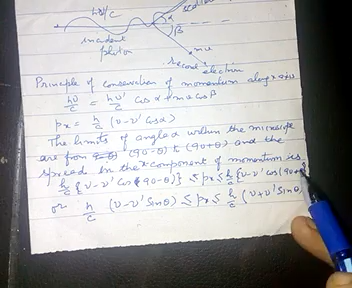 hν/c
α
incident
photon
β
mv
recoil electron
Principle of conservation of momentum along x-axis
hν/c = hν'/c cos α + mv cos β
px = h/c (ν - ν' cos α)
The limits of angle α within the microscope
are from (90-θ) to (90+θ) and the
spread in the x-component of momentum is
h/c {ν - ν' cos (90-θ)} ≤ px ≤ h/c {ν - ν' cos (90+θ
or h/c (ν - ν' sin θ) ≤ px ≤ h/c (ν + ν' sin θ)